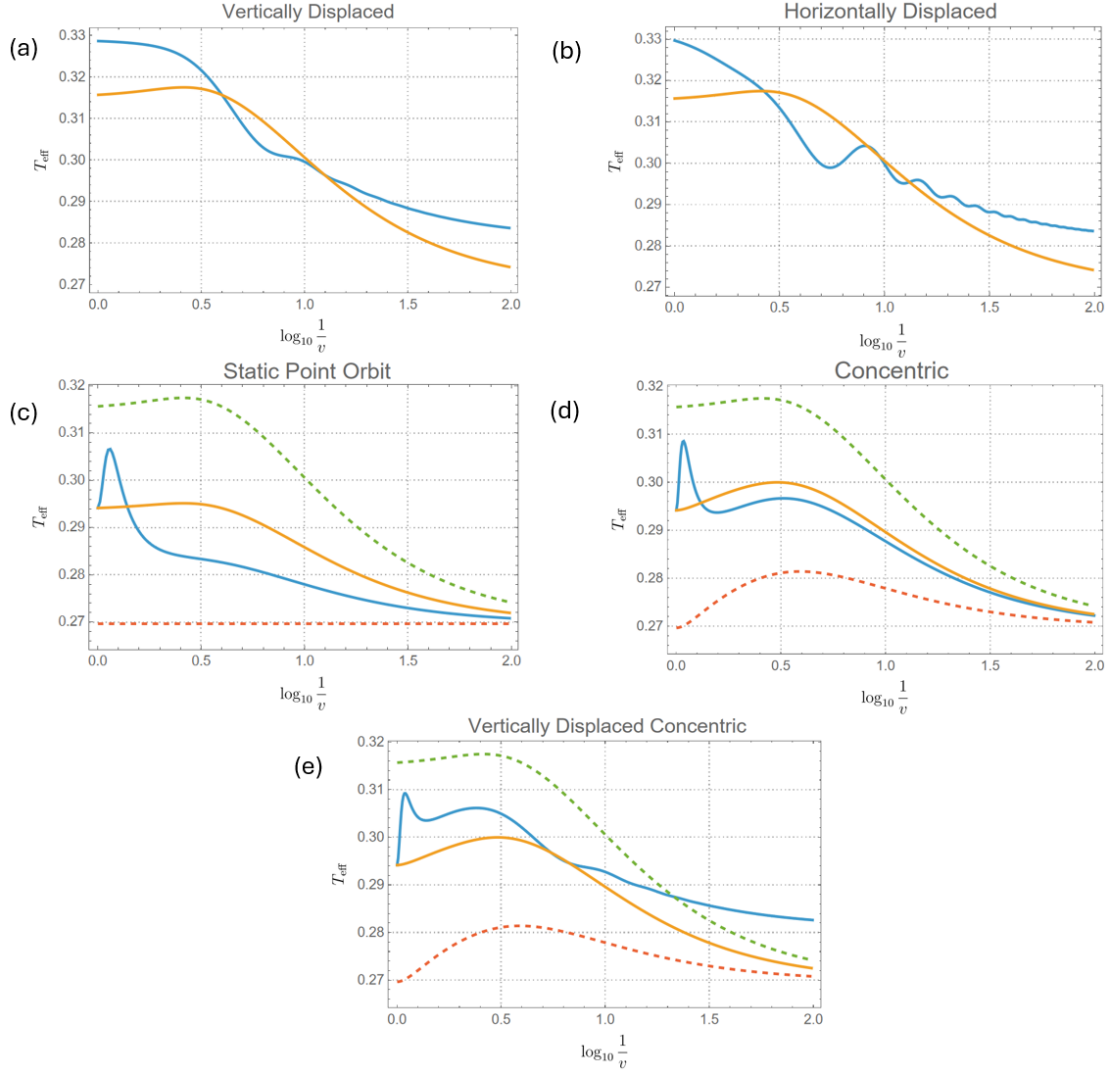 Vertically Displaced
(a)
0.33
0.32
0.31
0.30
0.29
0.28
0.27
T_eff
0.0 0.5 1.0 1.5 2.0
log₁₀ 1/v
Horizontally Displaced
(b)
0.33
0.32
0.31
0.30
0.29
0.28
0.27
T_eff
0.0 0.5 1.0 1.5 2.0
log₁₀ 1/v
Static Point Orbit
(c)
0.32
0.31
0.30
0.29
0.28
0.27
T_eff
0.0 0.5 1.0 1.5 2.0
log₁₀ 1/v
Concentric
(d)
0.32
0.31
0.30
0.29
0.28
0.27
T_eff
0.0 0.5 1.0 1.5 2.0
log₁₀ 1/v
Vertically Displaced Concentric
(e)
0.32
0.31
0.30
0.29
0.28
0.27
T_eff
0.0 0.5 1.0 1.5 2.0
log₁₀ 1/v